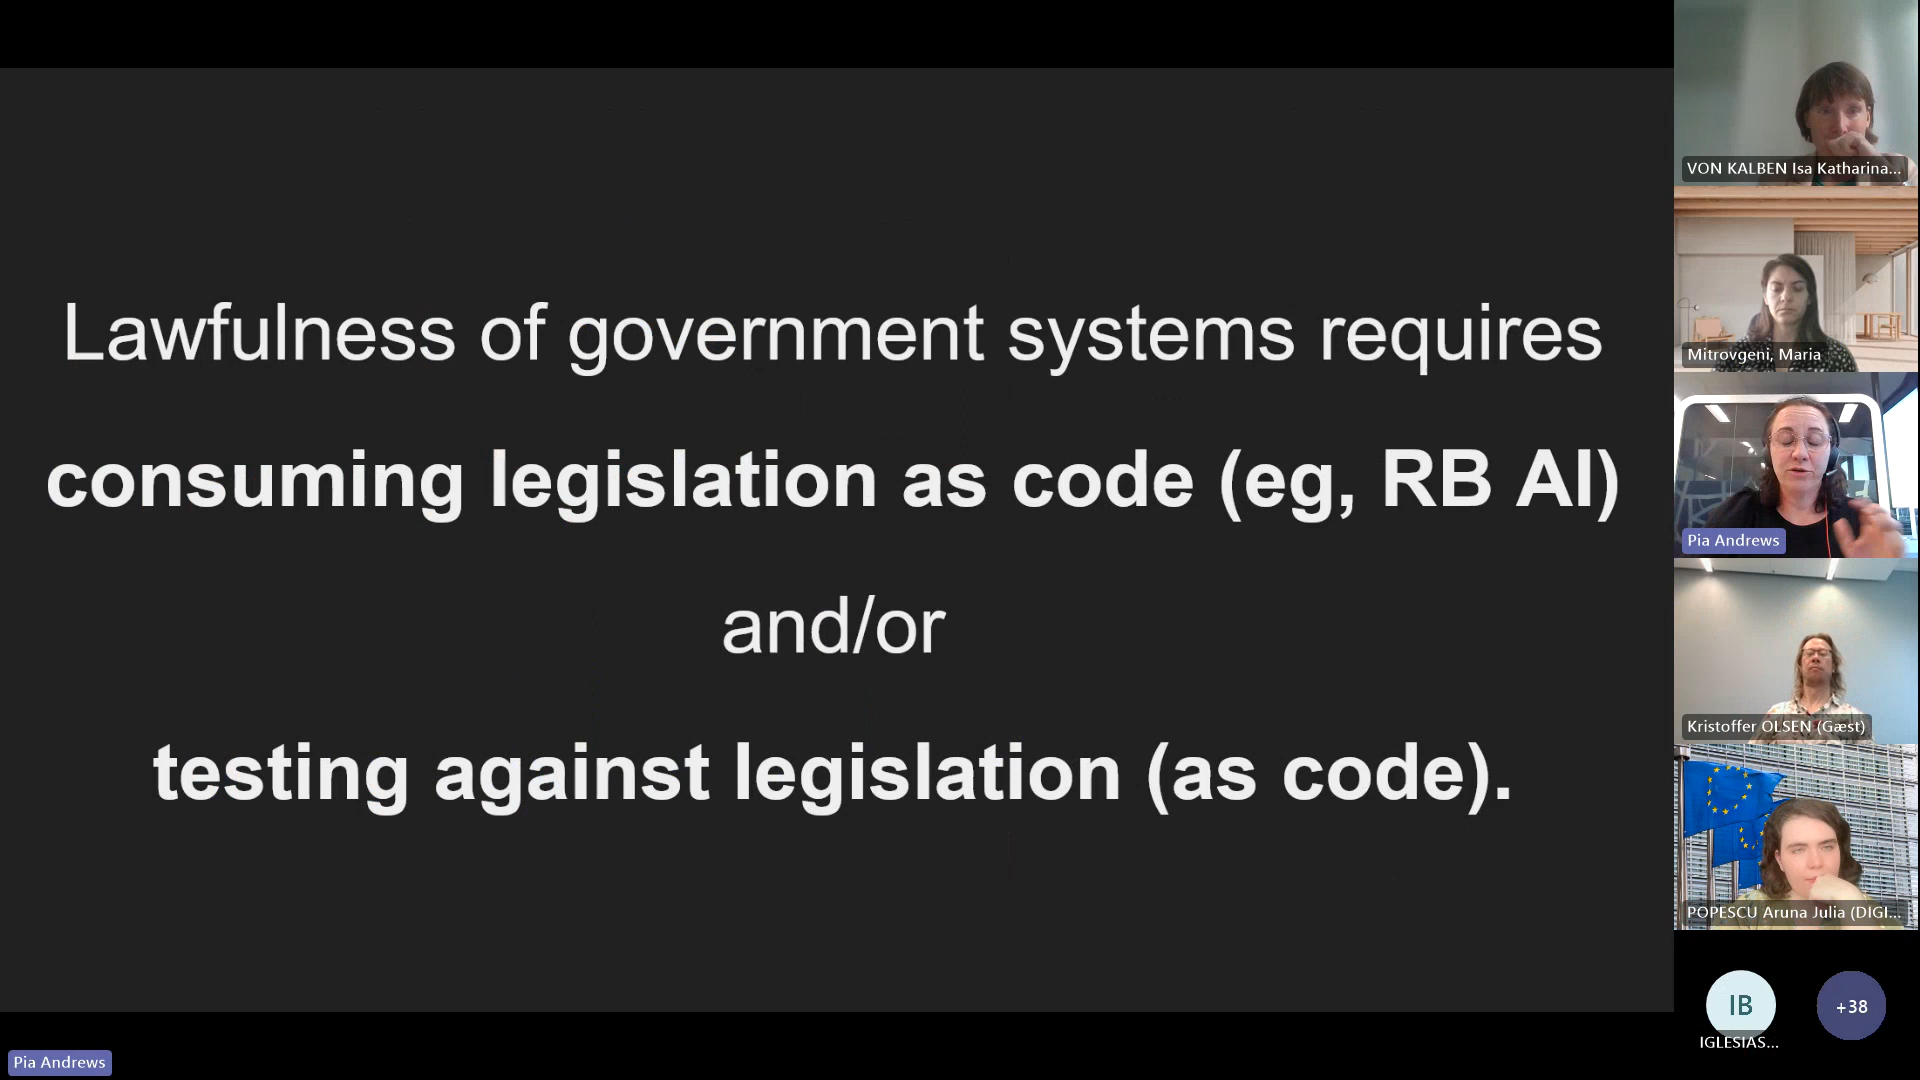 Lawfulness of government systems requires
consuming legislation as code (eg, RB AI)
and/or
testing against legislation (as code).
VON KALBEN Isa Katharina...
Mitrovgeni, Maria
Pia Andrews
Kristoffer OLSEN (Gæst)
POPESCU Aruna Julia (DIGI...
IB
+38
IGLESIAS...
Pia Andrews